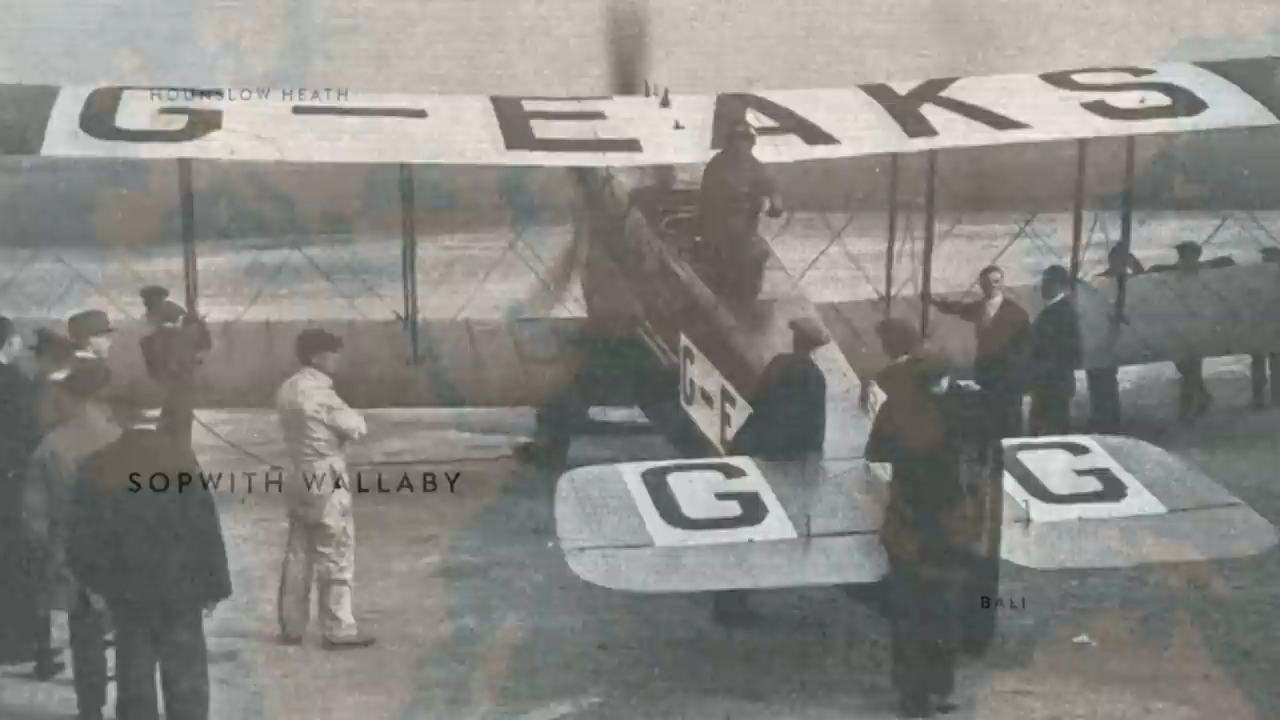 HOUNSLOW HEATH
G-EAKS
G-E
G G
SOPWITH WALLABY
BALI